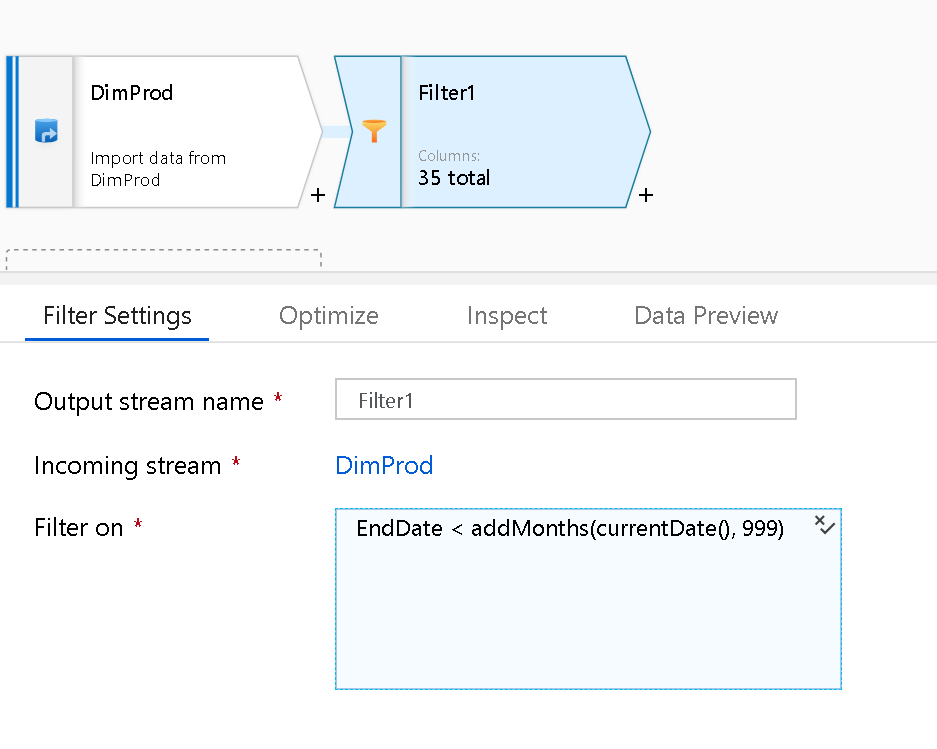 DimProd
Import data from
DimProd
+
Filter1
Columns:
35 total
+
Filter Settings
Optimize
Inspect
Data Preview
Output stream name *
Filter1
Incoming stream *
DimProd
Filter on *
EndDate < addMonths(currentDate(), 999)